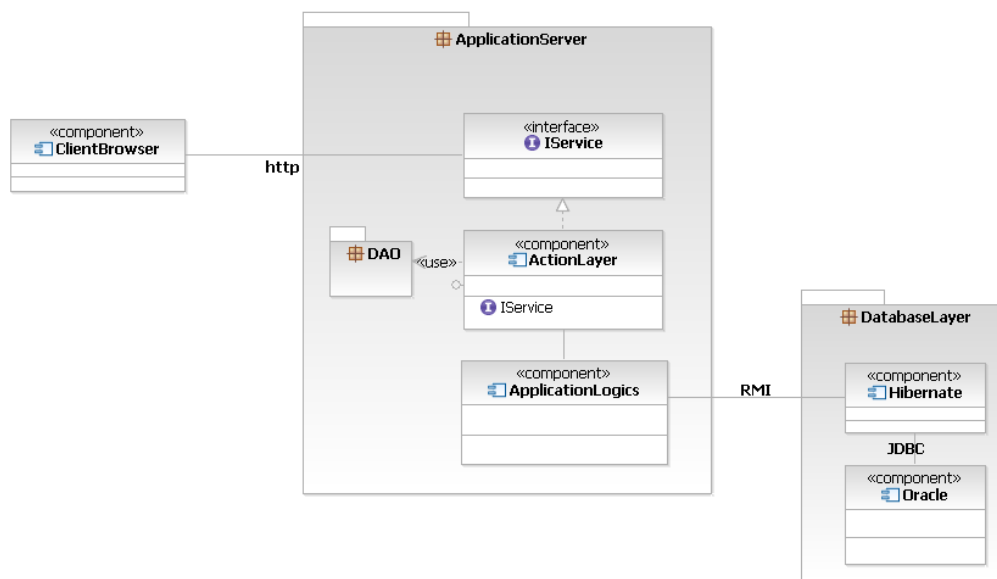 ApplicationServer
«component»
ClientBrowser
http
«interface»
IService
DAO
«use»
«component»
ActionLayer
IService
«component»
ApplicationLogics
RMI
DatabaseLayer
«component»
Hibernate
JDBC
«component»
Oracle